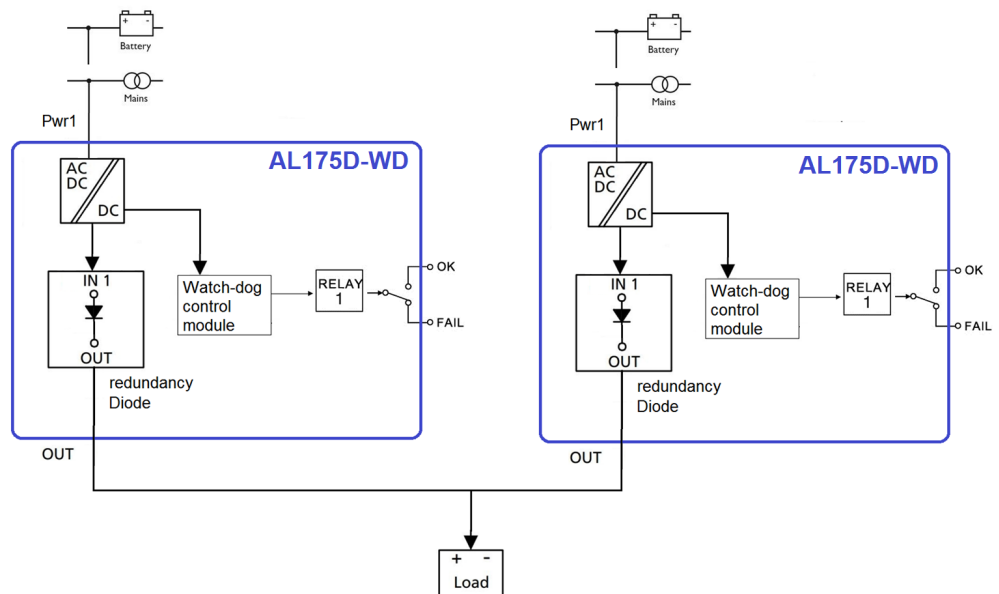 + -
Battery
Mains
Pwr1
AL175D-WD
AC
DC
DC
IN 1
OUT
Watch-dog
control
module
RELAY
1
OK
FAIL
redundancy
Diode
OUT
+ -
Battery
Mains
Pwr1
AL175D-WD
AC
DC
DC
IN 1
OUT
Watch-dog
control
module
RELAY
1
OK
FAIL
redundancy
Diode
OUT
+ -
Load